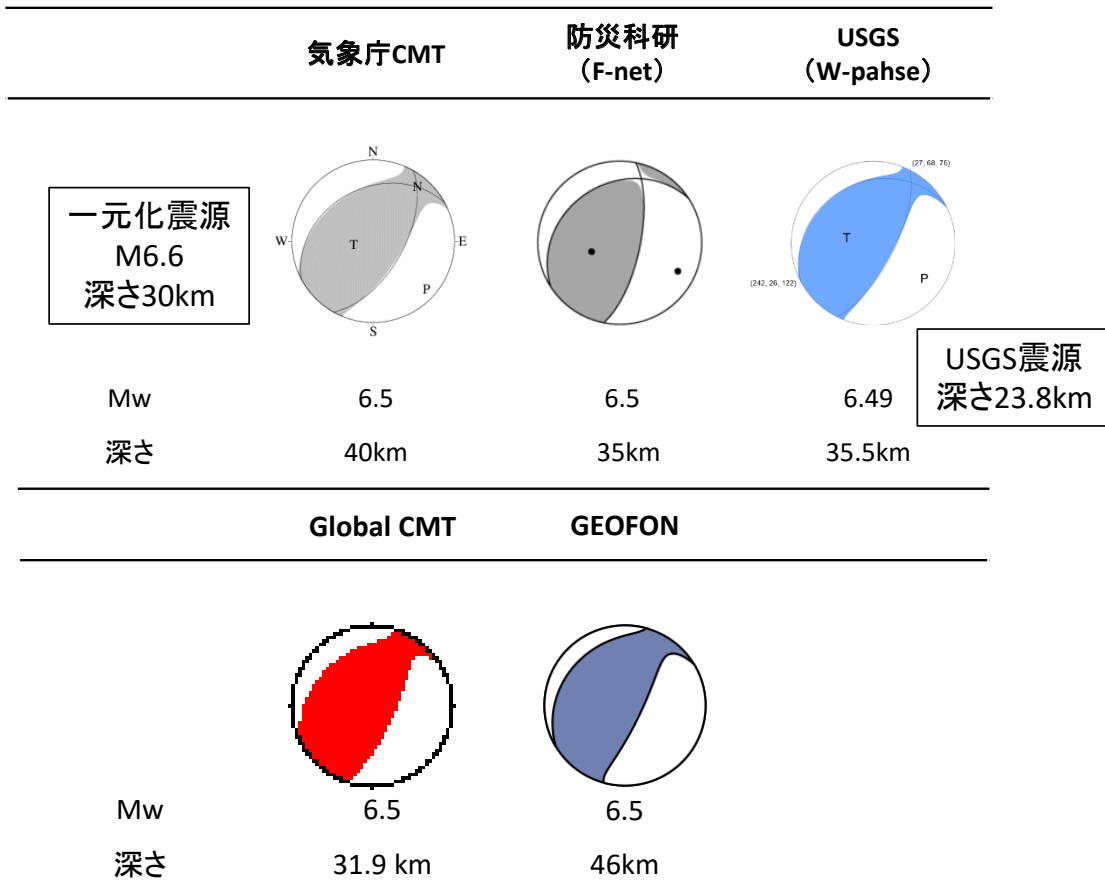 気象庁CMT
防災科研
（F-net）
USGS
（W-pahse）
一元化震源
M6.6
深さ30km
N
N
W
T
E
P
S
(27, 68, 76)
T
P
(242, 26, 122)
USGS震源
深さ23.8km
Mw 6.5 6.5 6.49
深さ 40km 35km 35.5km
Global CMT GEOFON
Mw 6.5 6.5
深さ 31.9 km 46km